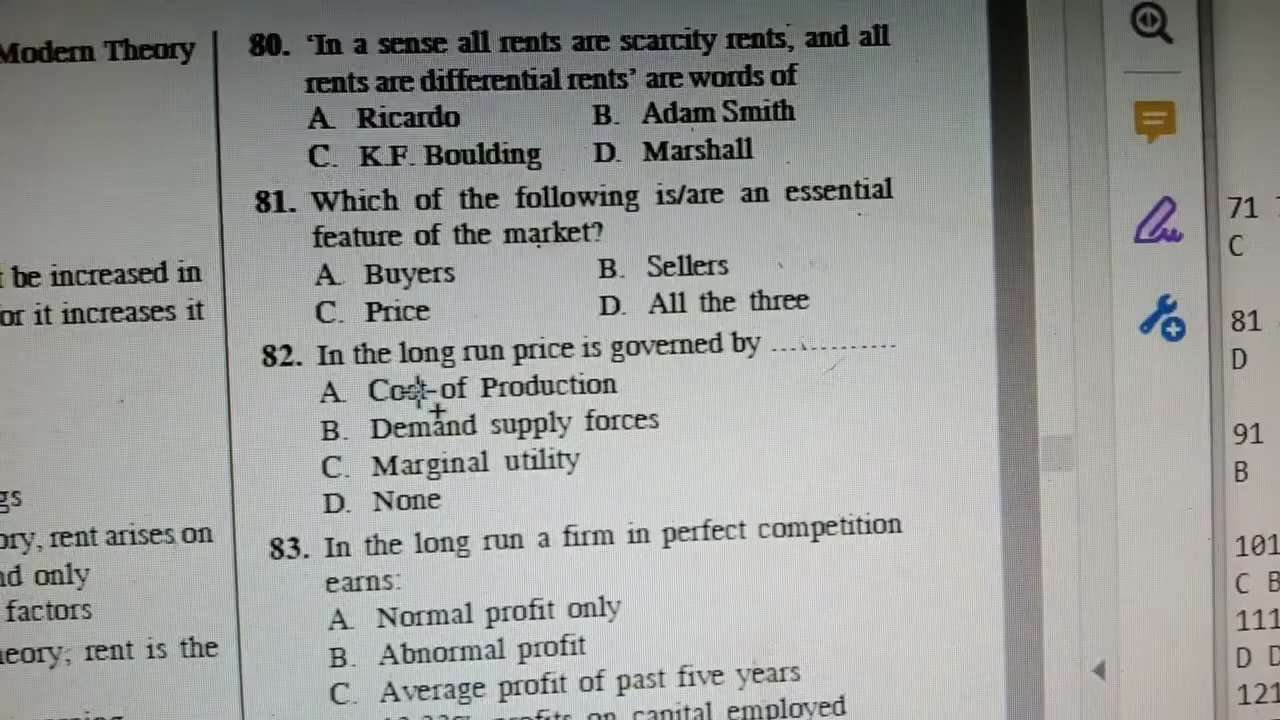 Modern Theory
be increased in
or it increases it
rent arises on
only
factors
rent is the
80. ‘In a sense all rents are scarcity rents, and all
rents are differential rents’ are words of
A. Ricardo B. Adam Smith
C. K.F. Boulding D. Marshall
81. Which of the following is/are an essential
feature of the market?
A. Buyers B. Sellers
C. Price D. All the three
82. In the long run price is governed by ............
A. Cost-of Production
B. Demand supply forces
C. Marginal utility
D. None
83. In the long run a firm in perfect competition
earns:
A. Normal profit only
B. Abnormal profit
C. Average profit of past five years
profits on capital employed
71
C
81
D
91
B
101
C B
111
D D
121